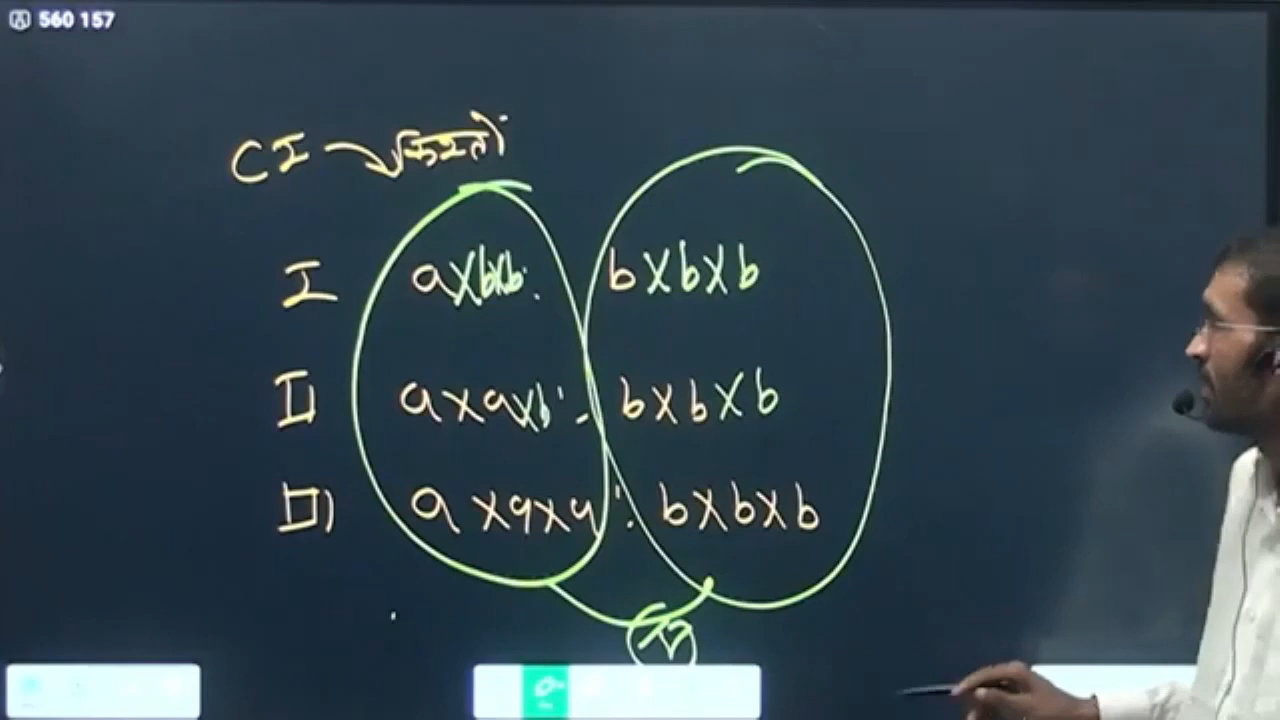 560 157
CI → √किश्तों
I a×b×b : b×b×b
II a×a×b : b×b×b
III a×a×a : b×b×b